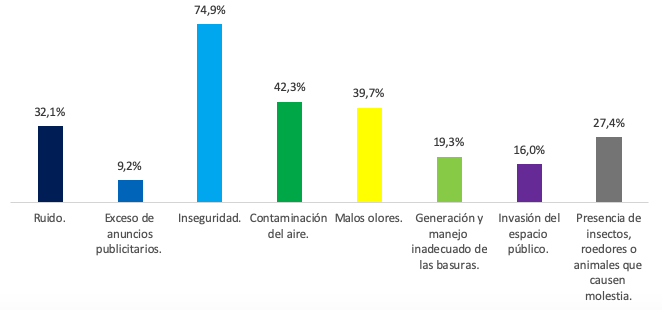 74,9%
42,3%
39,7%
32,1%
27,4%
19,3%
16,0%
9,2%
Ruido.
Exceso de
anuncios
publicitarios.
Inseguridad.
Contaminación
del aire.
Malos olores.
Generación y
manejo
inadecuado de
las basuras.
Invasión del
espacio
público.
Presencia de
insectos,
roedores o
animales que
causen
molestia.